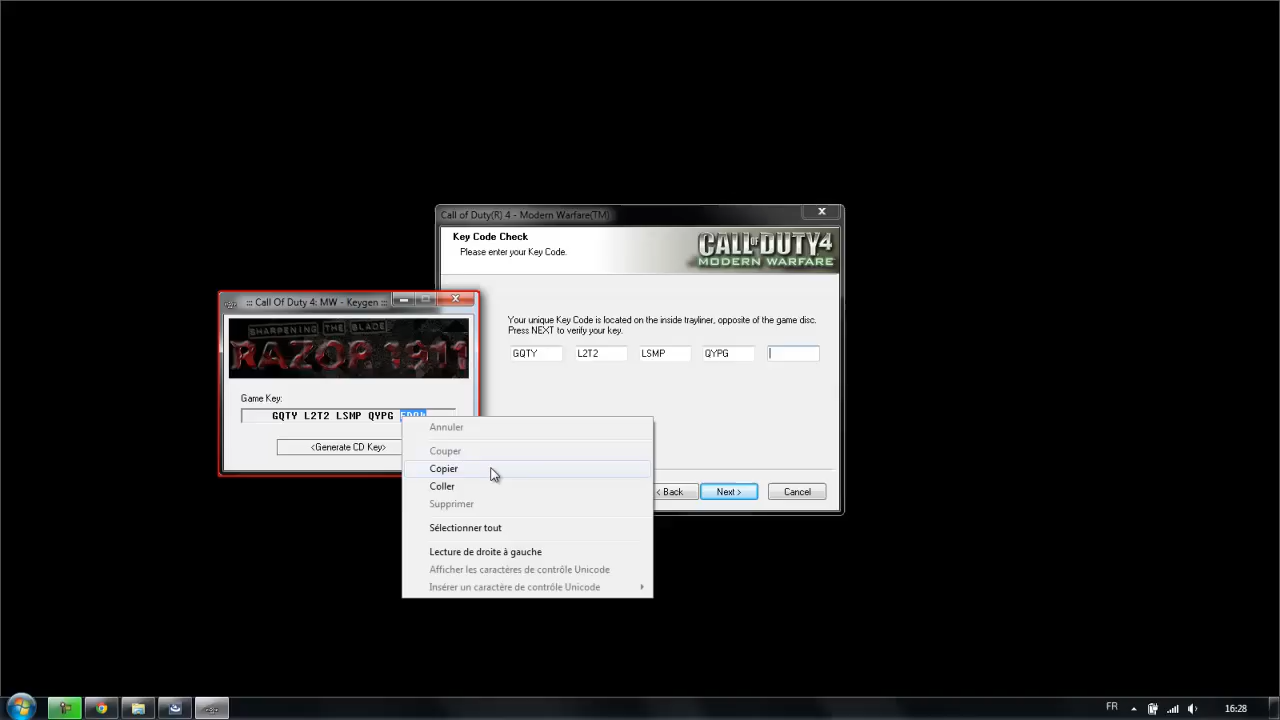 Call of Duty(R) 4 - Modern Warfare(TM)
Key Code Check
Please enter your Key Code.
CALL OF DUTY 4
MODERN WARFARE
Your unique Key Code is located on the inside trayliner, opposite of the game disc.
Press NEXT to verify your key.
GQTY L2T2 LSMP QYPG
< Back Next > Cancel
::: Call Of Duty 4: MW - Keygen :::
SHARPENING THE BLADE
RAZOR 1911
Game Key:
GQTY L2T2 LSMP QYPG
<Generate CD Key>
Annuler
Couper
Copier
Coller
Supprimer
Sélectionner tout
Lecture de droite à gauche
Afficher les caractères de contrôle Unicode
Insérer un caractère de contrôle Unicode
FR 16:28